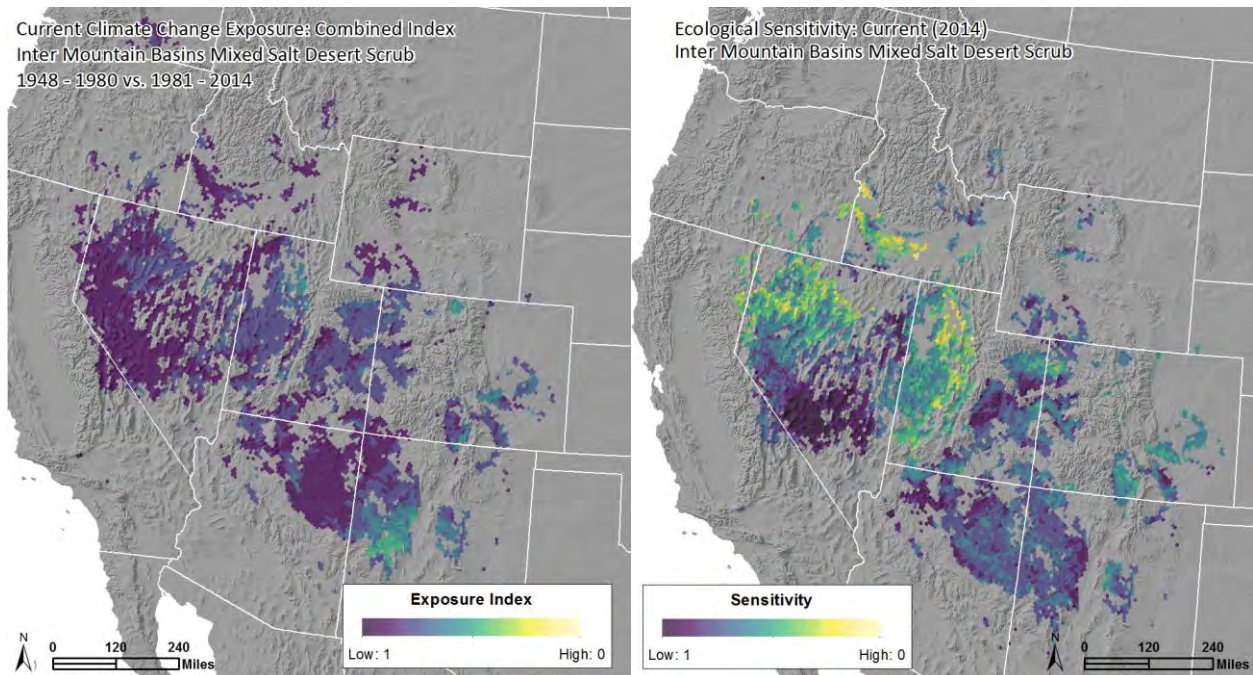 Current Climate Change Exposure: Combined Index
Inter Mountain Basins Mixed Salt Desert Scrub
1948 - 1980 vs. 1981 - 2014
Exposure Index
Low: 1 High: 0
N
0 120 240
Miles
Ecological Sensitivity: Current (2014)
Inter Mountain Basins Mixed Salt Desert Scrub
Sensitivity
Low: 1 High: 0
N
0 120 240
Miles